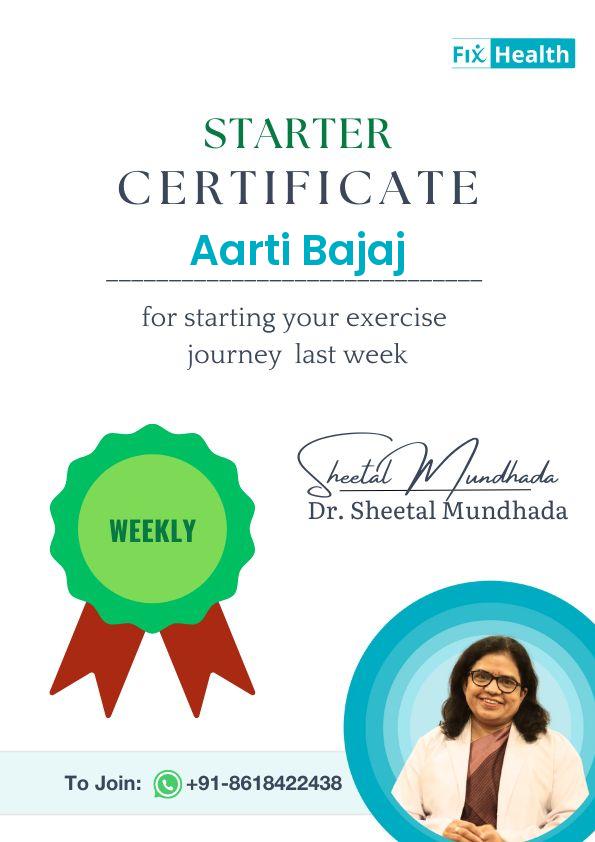 Fix Health
STARTER
CERTIFICATE
Aarti Bajaj
for starting your exercise
journey last week
WEEKLY
Sheetal Mundhada
Dr. Sheetal Mundhada
To Join: +91-8618422438